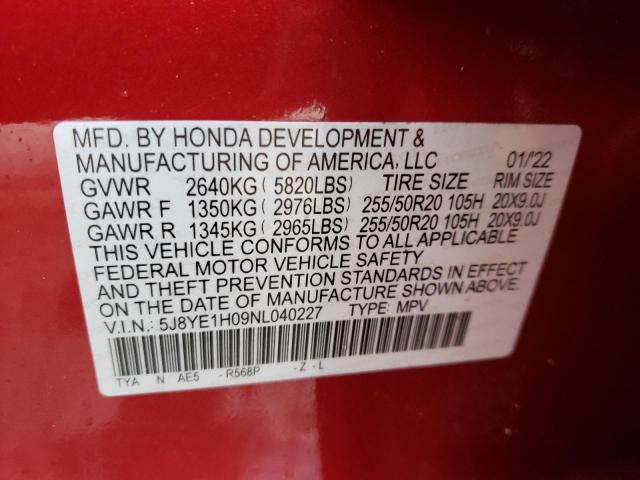 MFD. BY HONDA DEVELOPMENT &
MANUFACTURING OF AMERICA, LLC 01/'22
GVWR 2640KG ( 5820LBS) TIRE SIZE RIM SIZE
GAWR F 1350KG ( 2976LBS) 255/50R20 105H 20X9.0J
GAWR R 1345KG ( 2965LBS) 255/50R20 105H 20X9.0J
THIS VEHICLE CONFORMS TO ALL APPLICABLE
FEDERAL MOTOR VEHICLE SAFETY
AND THEFT PREVENTION STANDARDS IN EFFECT
ON THE DATE OF MANUFACTURE SHOWN ABOVE.
V.I.N.: 5J8YE1H09NL040227 TYPE: MPV
TYA N AE5 - R568P - Z - L